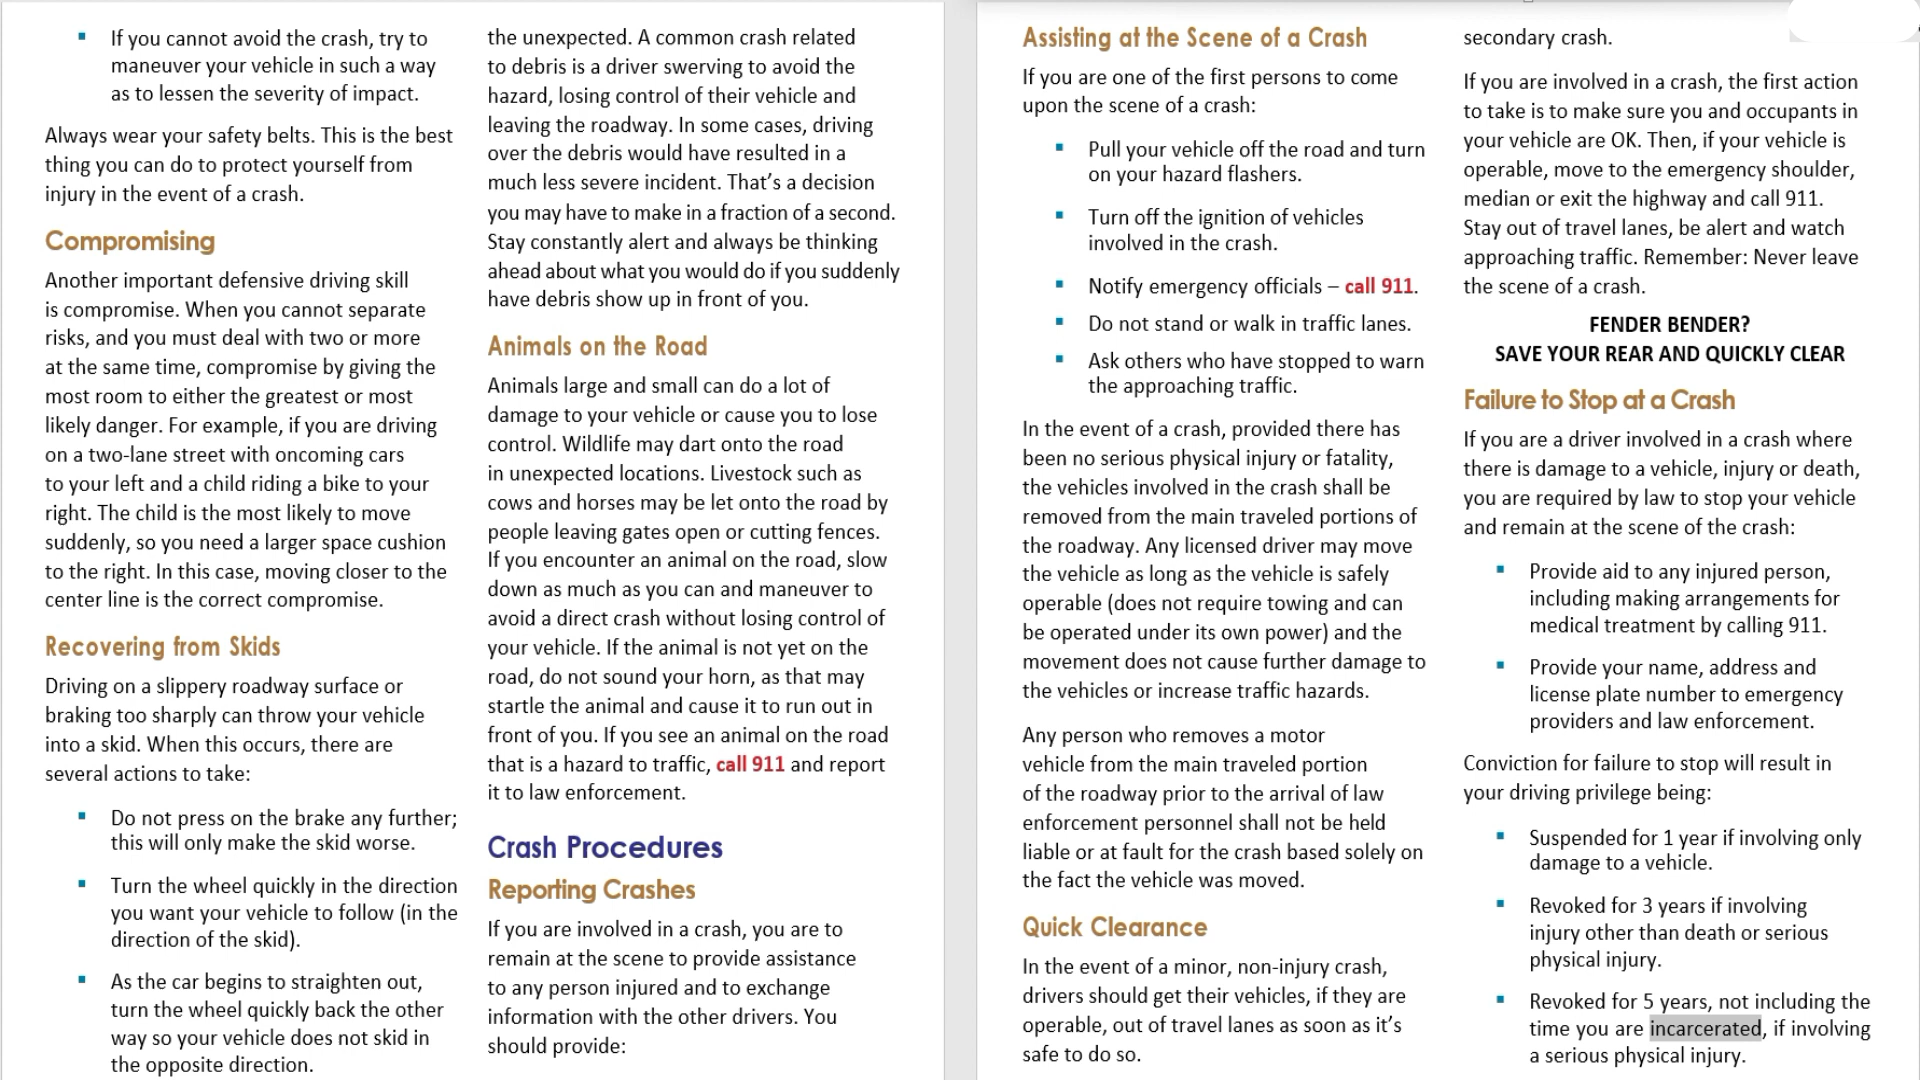 If you cannot avoid the crash, try to
maneuver your vehicle in such a way
as to lessen the severity of impact.
Always wear your safety belts. This is the best
thing you can do to protect yourself from
injury in the event of a crash.
Compromising
Another important defensive driving skill
is compromise. When you cannot separate
risks, and you must deal with two or more
at the same time, compromise by giving the
most room to either the greatest or most
likely danger. For example, if you are driving
on a two-lane street with oncoming cars
to your left and a child riding a bike to your
right. The child is the most likely to move
suddenly, so you need a larger space cushion
to the right. In this case, moving closer to the
center line is the correct compromise.
Recovering from Skids
Driving on a slippery roadway surface or
braking too sharply can throw your vehicle
into a skid. When this occurs, there are
several actions to take:
Do not press on the brake any further;
this will only make the skid worse.
Turn the wheel quickly in the direction
you want your vehicle to follow (in the
direction of the skid).
As the car begins to straighten out,
turn the wheel quickly back the other
way so your vehicle does not skid in
the opposite direction.
the unexpected. A common crash related
to debris is a driver swerving to avoid the
hazard, losing control of their vehicle and
leaving the roadway. In some cases, driving
over the debris would have resulted in a
much less severe incident. That’s a decision
you may have to make in a fraction of a second.
Stay constantly alert and always be thinking
ahead about what you would do if you suddenly
have debris show up in front of you.
Animals on the Road
Animals large and small can do a lot of
damage to your vehicle or cause you to lose
control. Wildlife may dart onto the road
in unexpected locations. Livestock such as
cows and horses may be let onto the road by
people leaving gates open or cutting fences.
If you encounter an animal on the road, slow
down as much as you can and maneuver to
avoid a direct crash without losing control of
your vehicle. If the animal is not yet on the
road, do not sound your horn, as that may
startle the animal and cause it to run out in
front of you. If you see an animal on the road
that is a hazard to traffic, call 911 and report
it to law enforcement.
Crash Procedures
Reporting Crashes
If you are involved in a crash, you are to
remain at the scene to provide assistance
to any person injured and to exchange
information with the other drivers. You
should provide:
Assisting at the Scene of a Crash
If you are one of the first persons to come
upon the scene of a crash:
Pull your vehicle off the road and turn
on your hazard flashers.
Turn off the ignition of vehicles
involved in the crash.
Notify emergency officials – call 911.
Do not stand or walk in traffic lanes.
Ask others who have stopped to warn
the approaching traffic.
In the event of a crash, provided there has
been no serious physical injury or fatality,
the vehicles involved in the crash shall be
removed from the main traveled portions of
the roadway. Any licensed driver may move
the vehicle as long as the vehicle is safely
operable (does not require towing and can
be operated under its own power) and the
movement does not cause further damage to
the vehicles or increase traffic hazards.
Any person who removes a motor
vehicle from the main traveled portion
of the roadway prior to the arrival of law
enforcement personnel shall not be held
liable or at fault for the crash based solely on
the fact the vehicle was moved.
Quick Clearance
In the event of a minor, non-injury crash,
drivers should get their vehicles, if they are
operable, out of travel lanes as soon as it’s
safe to do so.
secondary crash.
If you are involved in a crash, the first action
to take is to make sure you and occupants in
your vehicle are OK. Then, if your vehicle is
operable, move to the emergency shoulder,
median or exit the highway and call 911.
Stay out of travel lanes, be alert and watch
approaching traffic. Remember: Never leave
the scene of a crash.
FENDER BENDER?
SAVE YOUR REAR AND QUICKLY CLEAR
Failure to Stop at a Crash
If you are a driver involved in a crash where
there is damage to a vehicle, injury or death,
you are required by law to stop your vehicle
and remain at the scene of the crash:
Provide aid to any injured person,
including making arrangements for
medical treatment by calling 911.
Provide your name, address and
license plate number to emergency
providers and law enforcement.
Conviction for failure to stop will result in
your driving privilege being:
Suspended for 1 year if involving only
damage to a vehicle.
Revoked for 3 years if involving
injury other than death or serious
physical injury.
Revoked for 5 years, not including the
time you are incarcerated, if involving
a serious physical injury.